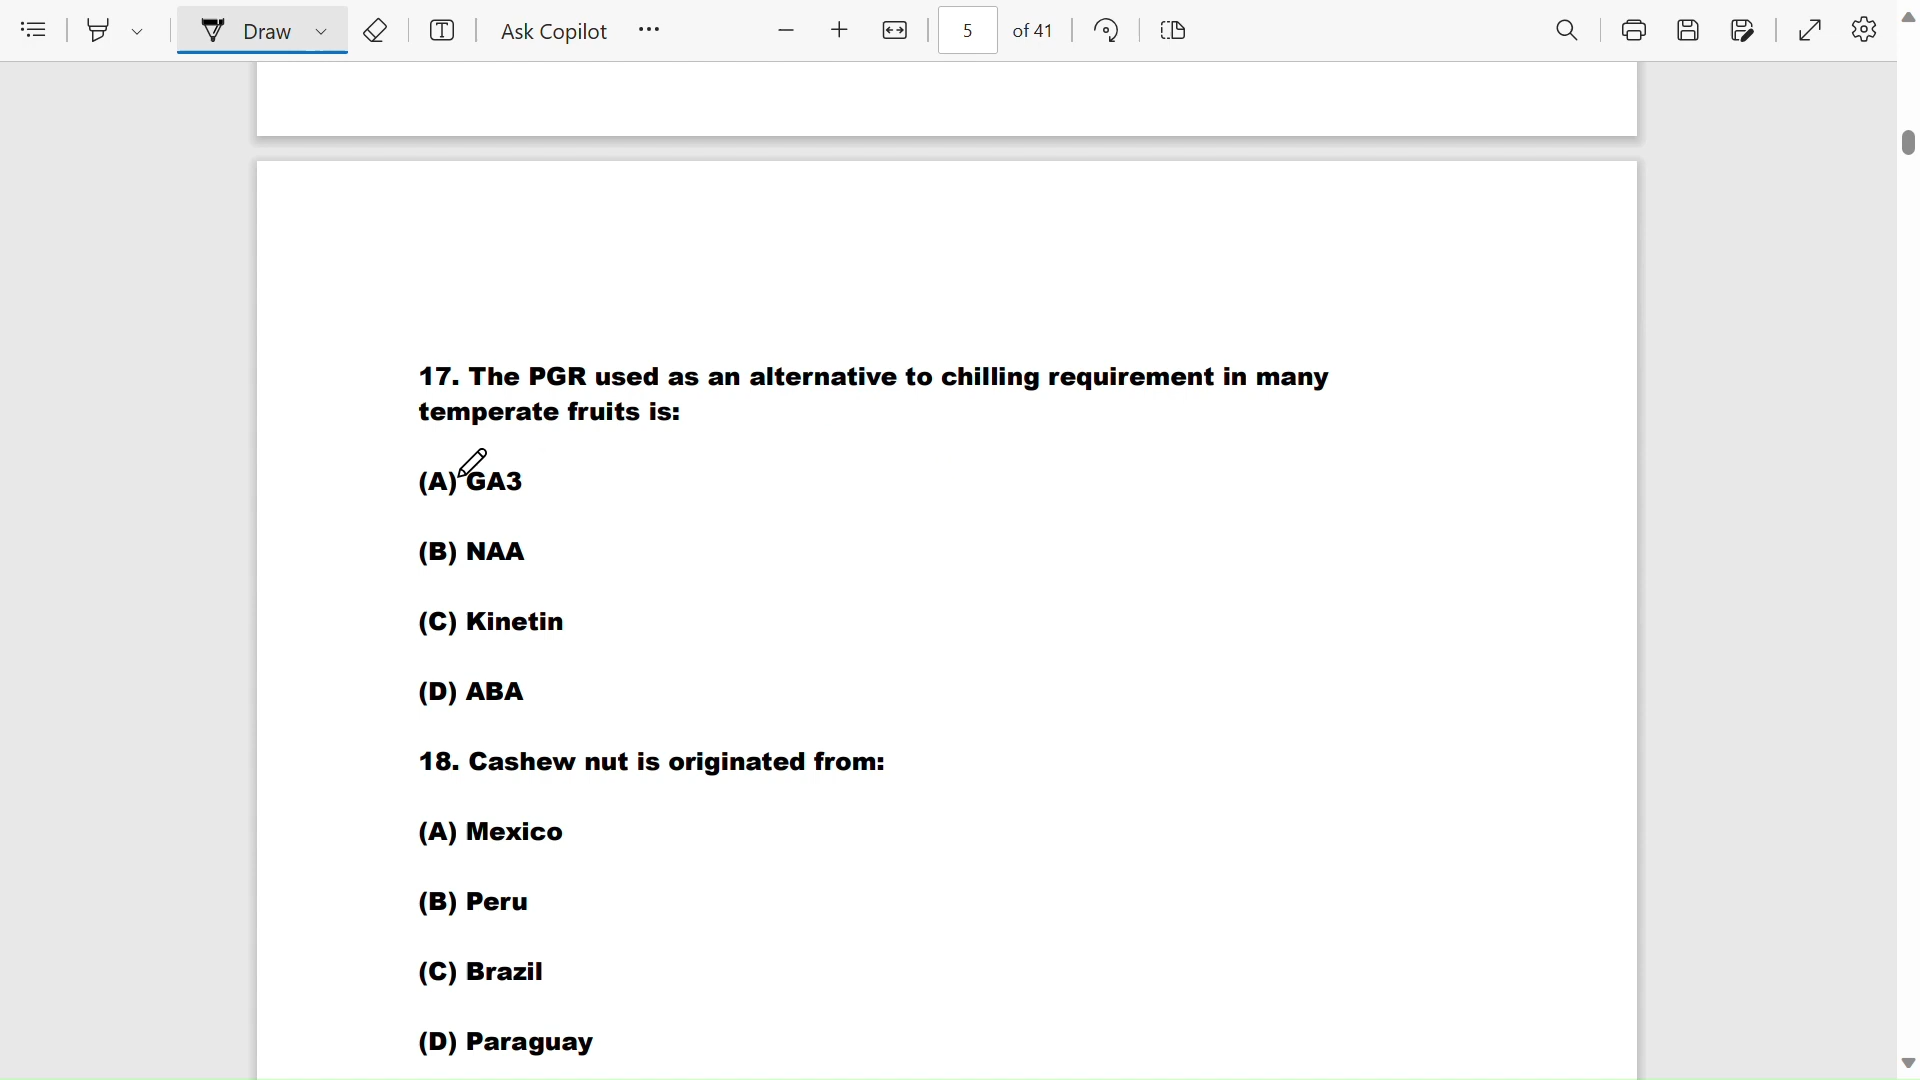 Draw
Ask Copilot
5 of 41
17. The PGR used as an alternative to chilling requirement in many
temperate fruits is:
(A) GA3
(B) NAA
(C) Kinetin
(D) ABA
18. Cashew nut is originated from:
(A) Mexico
(B) Peru
(C) Brazil
(D) Paraguay